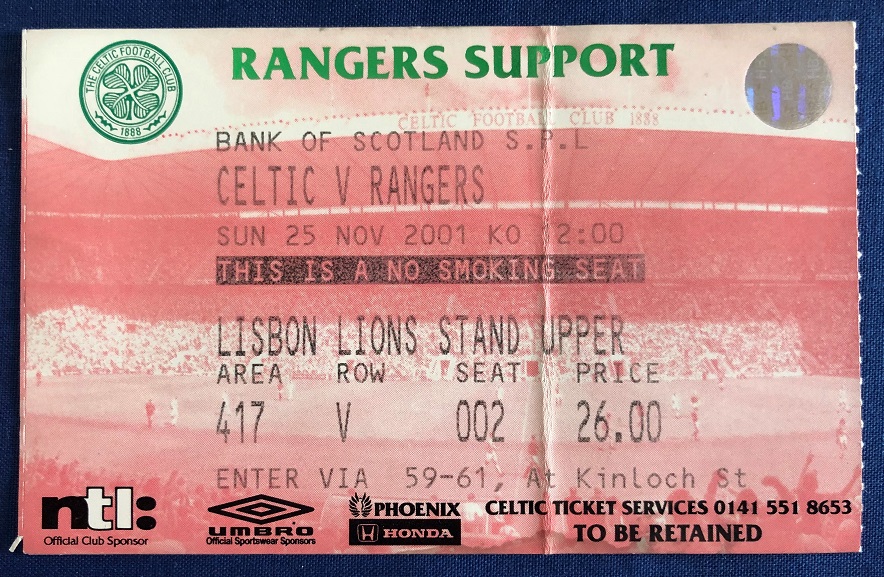 THE CELTIC FOOTBALL CLUB
1888
RANGERS SUPPORT
CELTIC FOOTBALL CLUB 1888
BANK OF SCOTLAND S.P.L
CELTIC V RANGERS
SUN 25 NOV 2001 KO 2:00
THIS IS A NO SMOKING SEAT
LISBON LIONS STAND UPPER
AREA ROW SEAT PRICE
417 V 002 26.00
ENTER VIA 59-61, At Kinloch St
ntl:
Official Club Sponsor
UMBRO
Official Sportswear Sponsors
PHOENIX
HONDA
CELTIC TICKET SERVICES 0141 551 8653
TO BE RETAINED